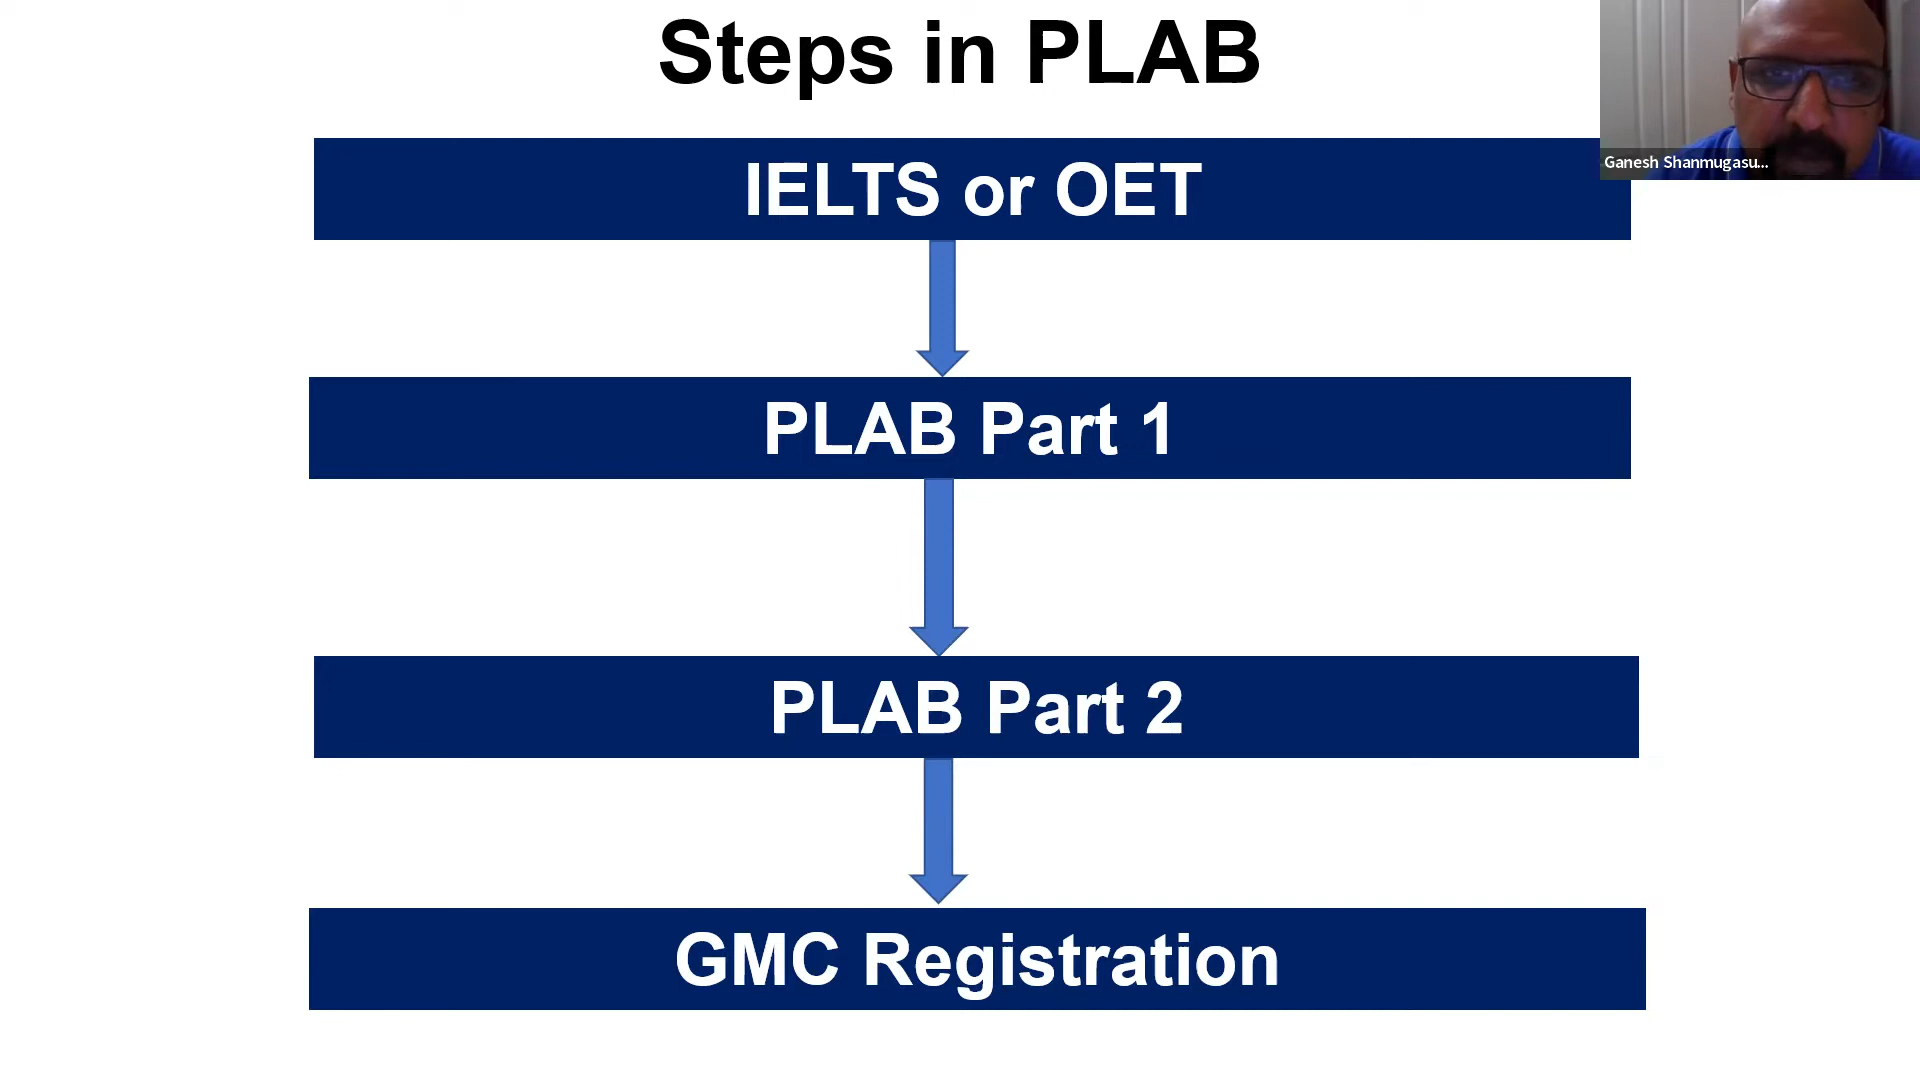 Steps in PLAB
IELTS or OET
Ganesh Shanmugasu...
PLAB Part 1
PLAB Part 2
GMC Registration